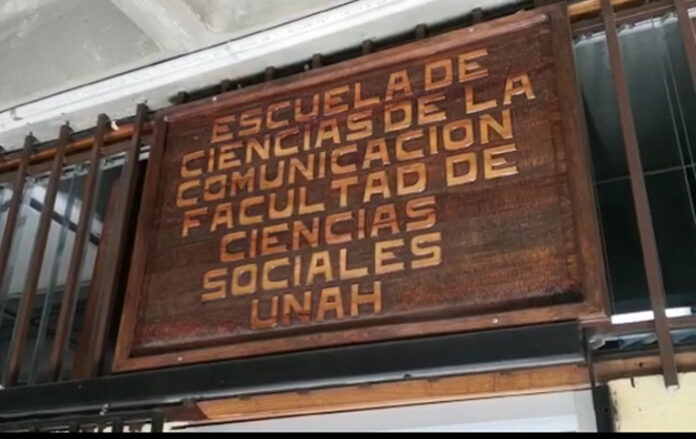 ESCUELA DE
CIENCIAS DE LA
COMUNICACION
FACULTAD DE
CIENCIAS
SOCIALES
UNAH